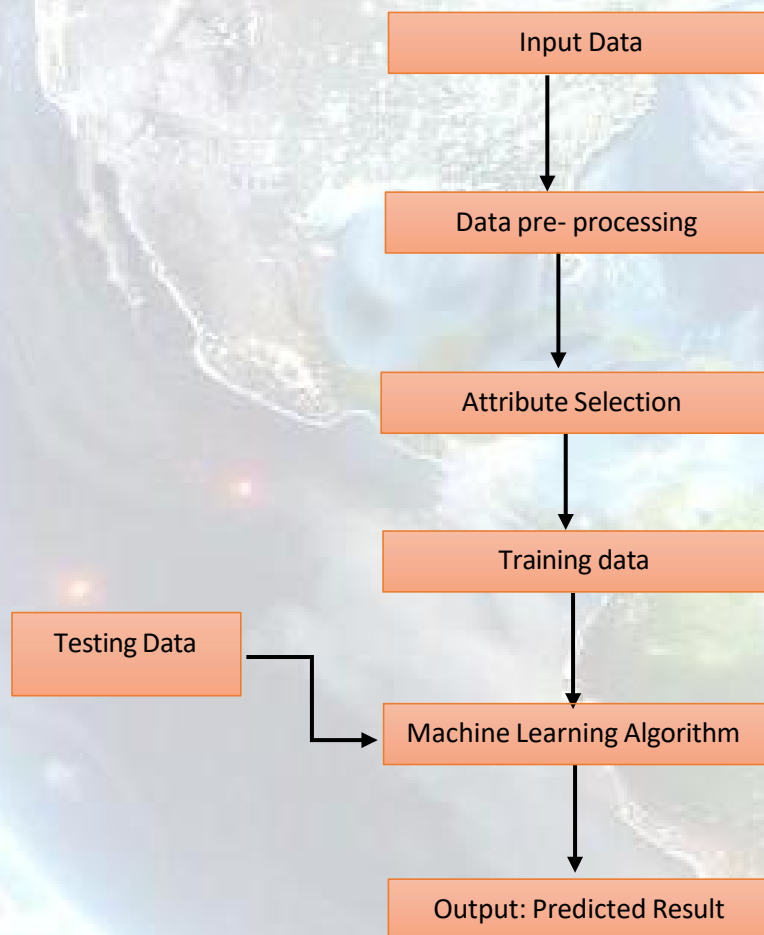 Input Data
Data pre- processing
Attribute Selection
Training data
Testing Data
Machine Learning Algorithm
Output: Predicted Result